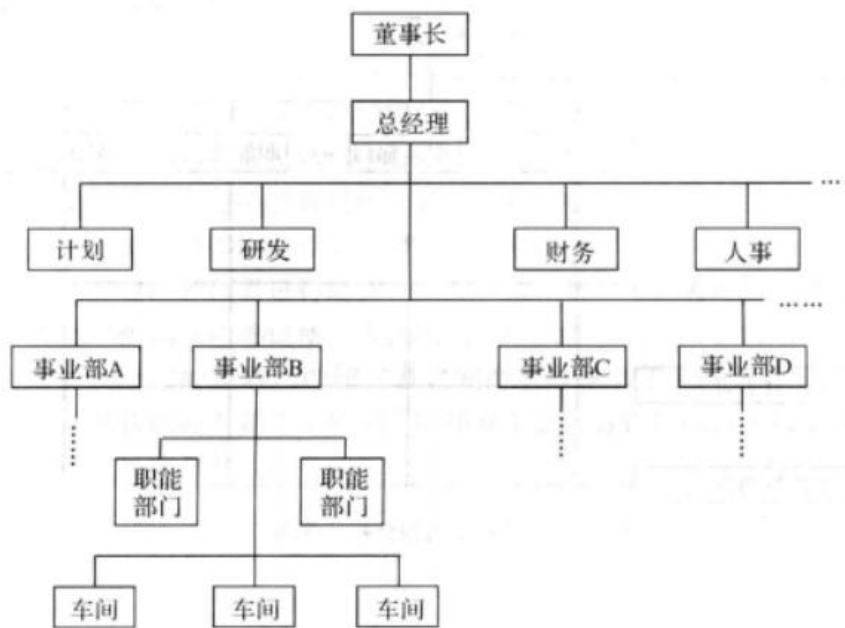 董事长
总经理
…
计划 研发 财务 人事
……
事业部A 事业部B 事业部C 事业部D
职能 职能
部门 部门
车间 车间 车间